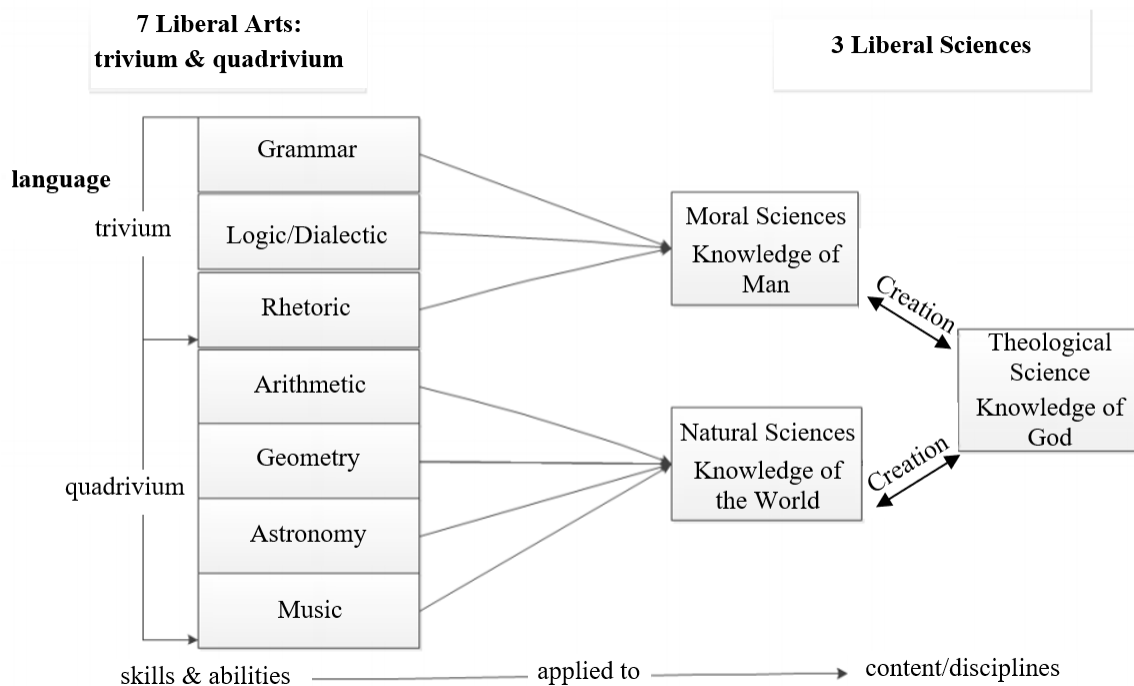 7 Liberal Arts:
trivium & quadrivium
3 Liberal Sciences
language
trivium
quadrivium
Grammar
Logic/Dialectic
Rhetoric
Arithmetic
Geometry
Astronomy
Music
Moral Sciences
Knowledge of
Man
Natural Sciences
Knowledge of
the World
Creation
Creation
Theological
Science
Knowledge of
God
skills & abilities
applied to
content/disciplines